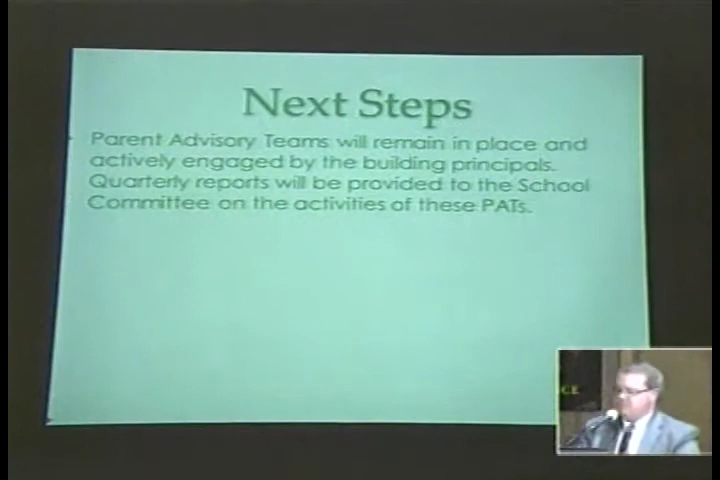 Next Steps
Parent Advisory Teams will remain in place and
actively engaged by the building principals.
Quarterly reports will be provided to the School
Committee on the activities of these PATs.
CE